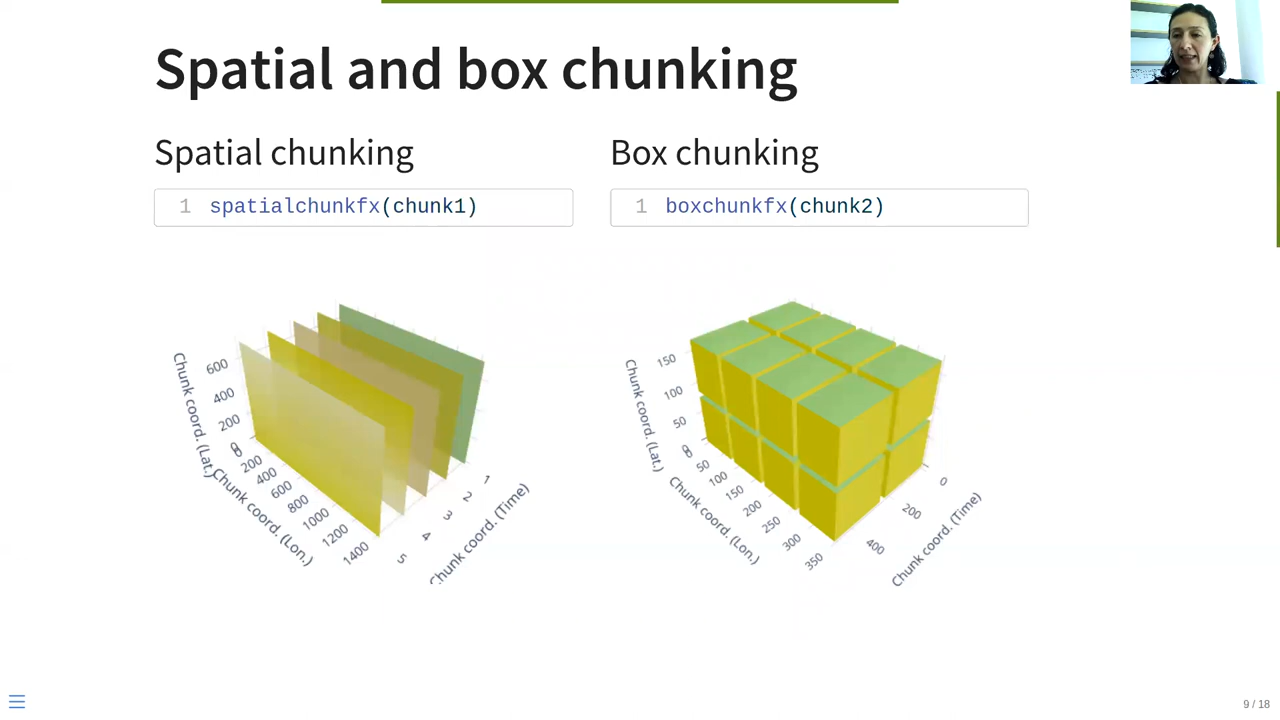 Spatial and box chunking
Spatial chunking
1 spatialchunkfx(chunk1)
Box chunking
1 boxchunkfx(chunk2)
600
400
200
0
Chunk coord. (Lat.)
0
200
400
600
800
1000
1200
1400
Chunk coord. (Lon.)
1
2
3
4
5
Chunk coord. (Time)
150
100
50
0
Chunk coord. (Lat.)
0
50
100
150
200
250
300
350
Chunk coord. (Lon.)
0
200
400
Chunk coord. (Time)
9 / 18